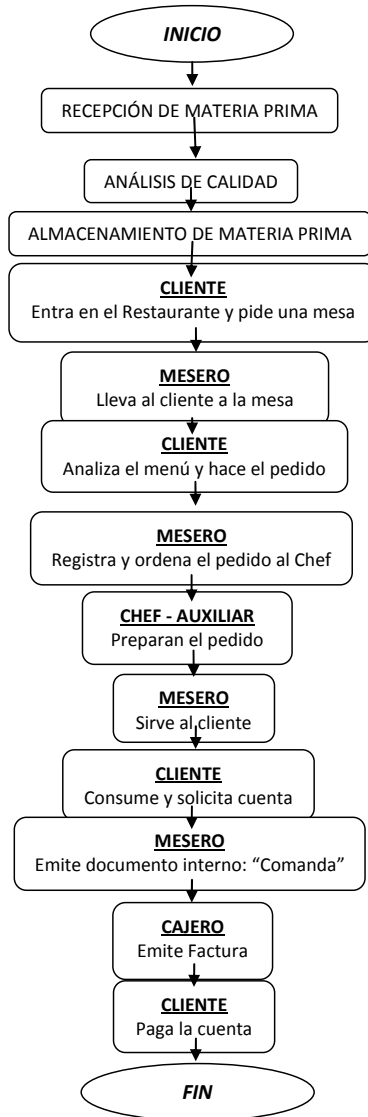 INICIO
RECEPCIÓN DE MATERIA PRIMA
ANÁLISIS DE CALIDAD
ALMACENAMIENTO DE MATERIA PRIMA
CLIENTE
Entra en el Restaurante y pide una mesa
MESERO
Lleva al cliente a la mesa
CLIENTE
Analiza el menú y hace el pedido
MESERO
Registra y ordena el pedido al Chef
CHEF - AUXILIAR
Preparan el pedido
MESERO
Sirve al cliente
CLIENTE
Consume y solicita cuenta
MESERO
Emite documento interno: “Comanda”
CAJERO
Emite Factura
CLIENTE
Paga la cuenta
FIN